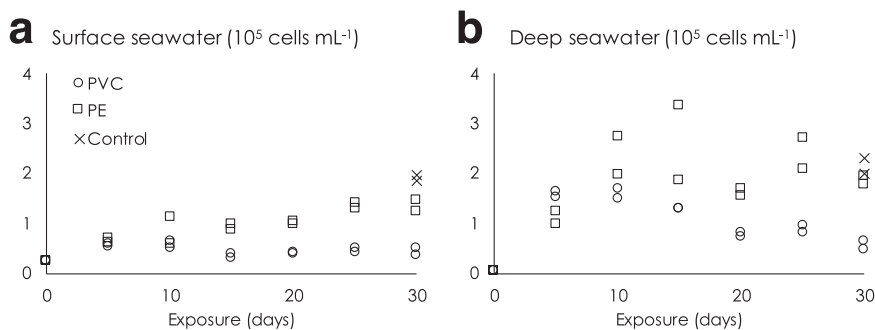 a Surface seawater (10⁵ cells mL⁻¹)
4
3
2
1
0
○ PVC
□ PE
× Control
0 10 20 30
Exposure (days)
b Deep seawater (10⁵ cells mL⁻¹)
4
3
2
1
0
0 10 20 30
Exposure (days)